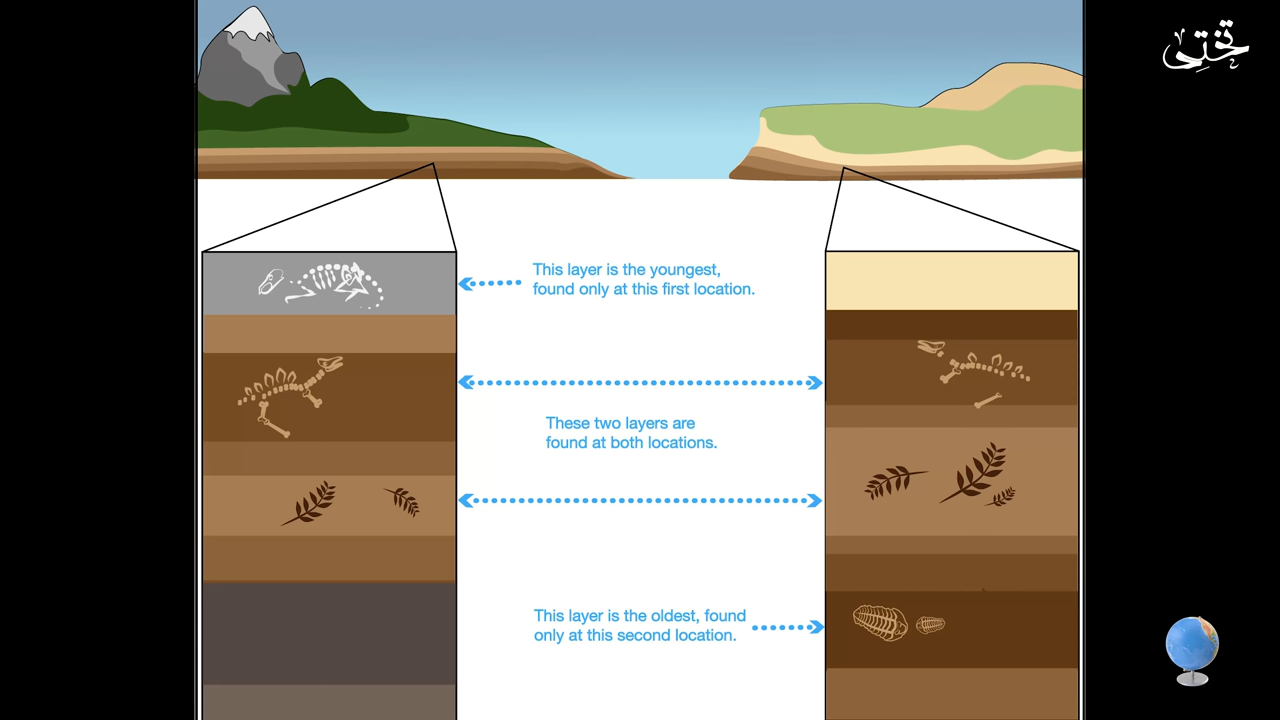 تختی
This layer is the youngest,
found only at this first location.
These two layers are
found at both locations.
This layer is the oldest, found
only at this second location.